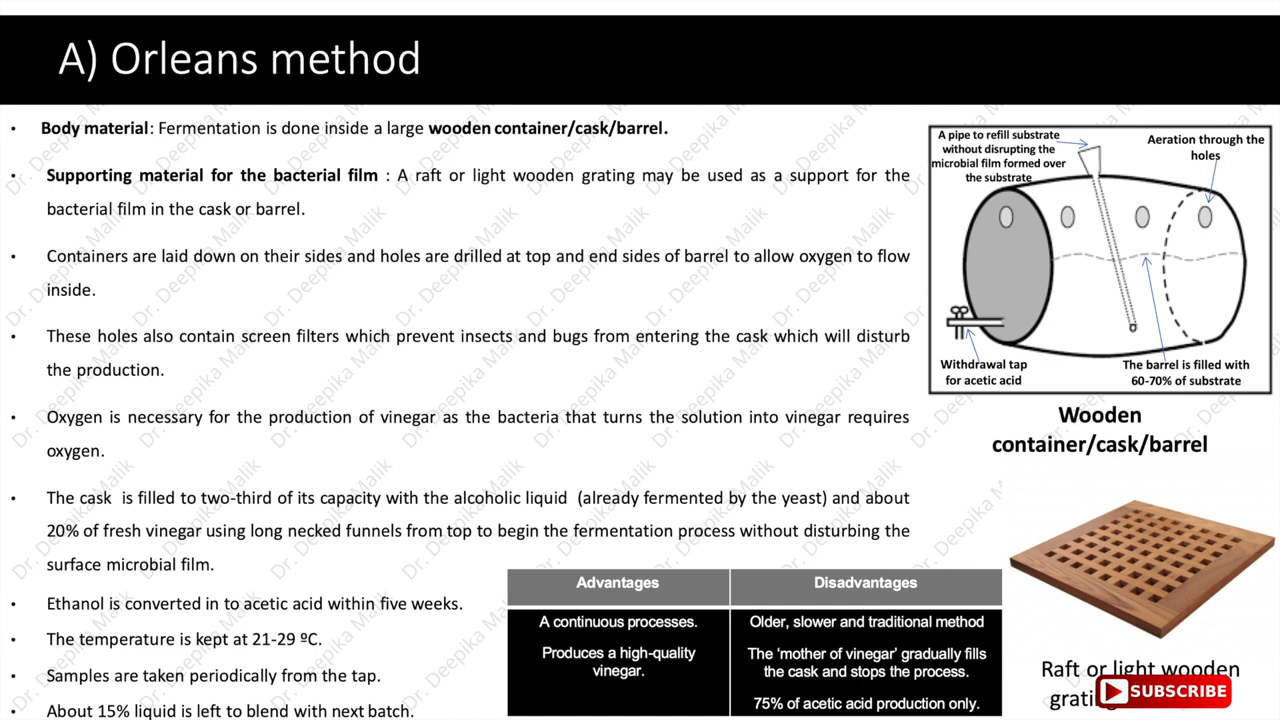 A) Orleans method
• Body material: Fermentation is done inside a large wooden container/cask/barrel.
• Supporting material for the bacterial film : A raft or light wooden grating may be used as a support for the
bacterial film in the cask or barrel.
• Containers are laid down on their sides and holes are drilled at top and end sides of barrel to allow oxygen to flow
inside.
• These holes also contain screen filters which prevent insects and bugs from entering the cask which will disturb
the production.
• Oxygen is necessary for the production of vinegar as the bacteria that turns the solution into vinegar requires
oxygen.
• The cask is filled to two-third of its capacity with the alcoholic liquid (already fermented by the yeast) and about
20% of fresh vinegar using long necked funnels from top to begin the fermentation process without disturbing the
surface microbial film.
• Ethanol is converted in to acetic acid within five weeks.
• The temperature is kept at 21-29 ºC.
• Samples are taken periodically from the tap.
• About 15% liquid is left to blend with next batch.
Advantages
Disadvantages
A continuous processes.
Produces a high-quality
vinegar.
Older, slower and traditional method
The ‘mother of vinegar’ gradually fills
the cask and stops the process.
75% of acetic acid production only.
A pipe to refill substrate
without disrupting the
microbial film formed over
the substrate
Aeration through the
holes
Withdrawal tap
for acetic acid
The barrel is filled with
60-70% of substrate
Wooden
container/cask/barrel
Raft or light wooden
SUBSCRIBE
Dr. Deepika Malik